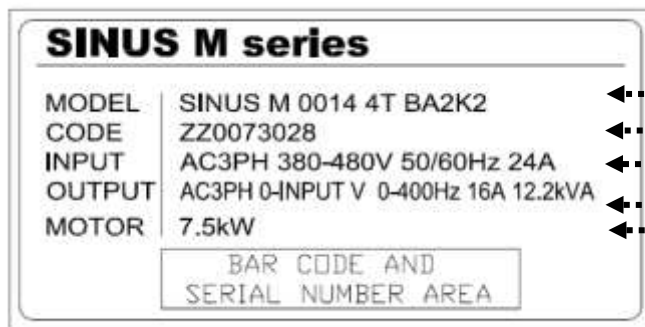 SINUS M series
MODEL SINUS M 0014 4T BA2K2
CODE ZZ0073028
INPUT AC3PH 380-480V 50/60Hz 24A
OUTPUT AC3PH 0-INPUT V 0-400Hz 16A 12.2kVA
MOTOR 7.5kW
BAR CODE AND
SERIAL NUMBER AREA